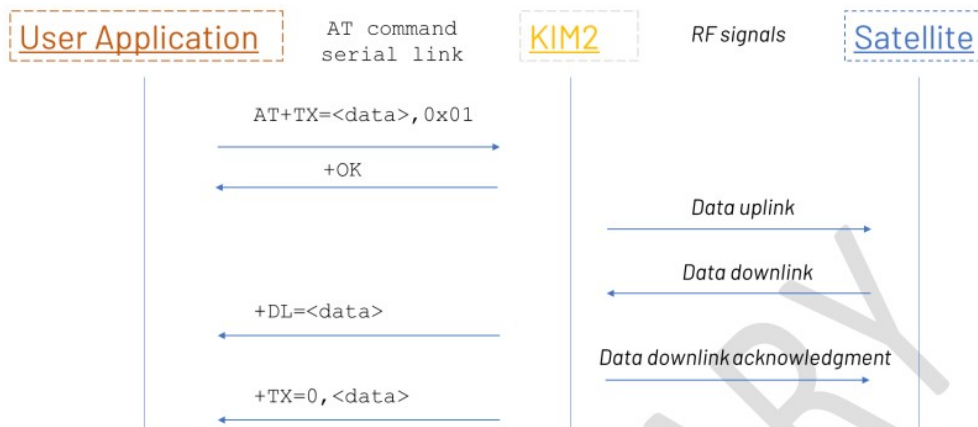 User Application
AT command
serial link
KIM2
RF signals
Satellite
AT+TX=<data>,0x01
+OK
Data uplink
Data downlink
+DL=<data>
Data downlink acknowledgment
+TX=0,<data>
ARY